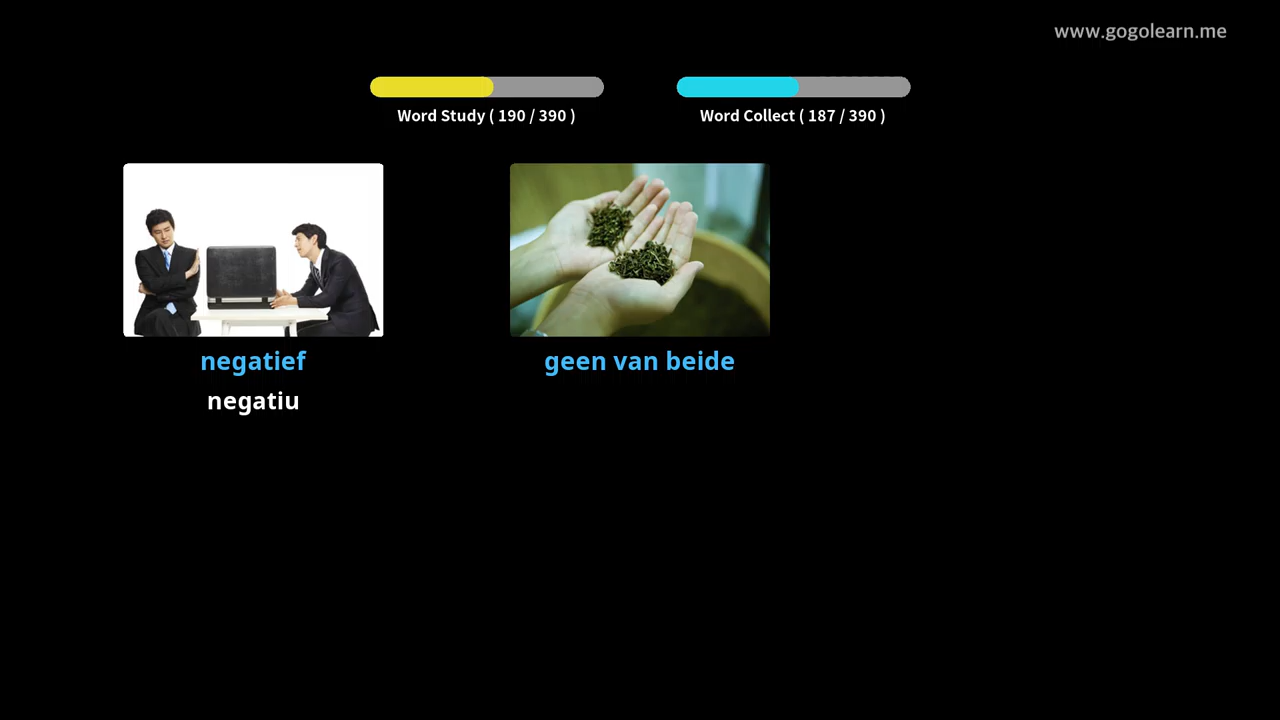 www.gogolearn.me
Word Study ( 190 / 390 )
Word Collect ( 187 / 390 )
negatief
negatiu
geen van beide